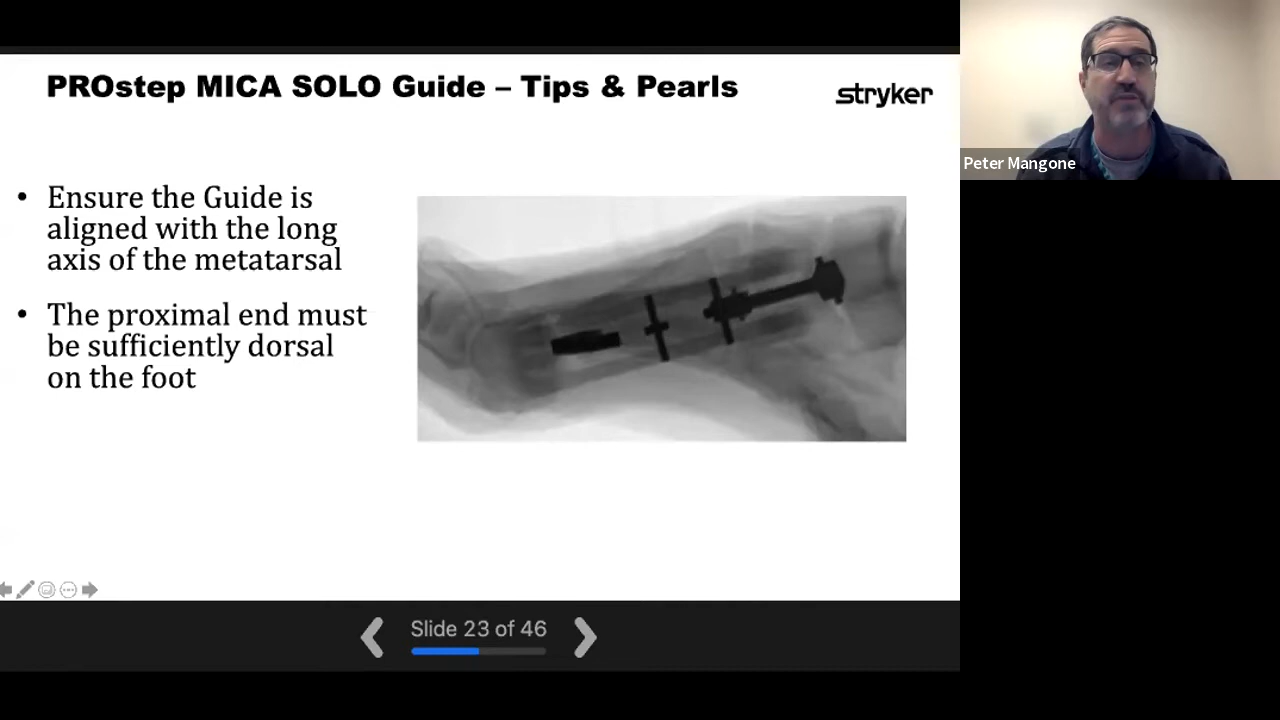 PROstep MICA SOLO Guide – Tips & Pearls
stryker
Peter Mangone
• Ensure the Guide is
aligned with the long
axis of the metatarsal
• The proximal end must
be sufficiently dorsal
on the foot
Slide 23 of 46